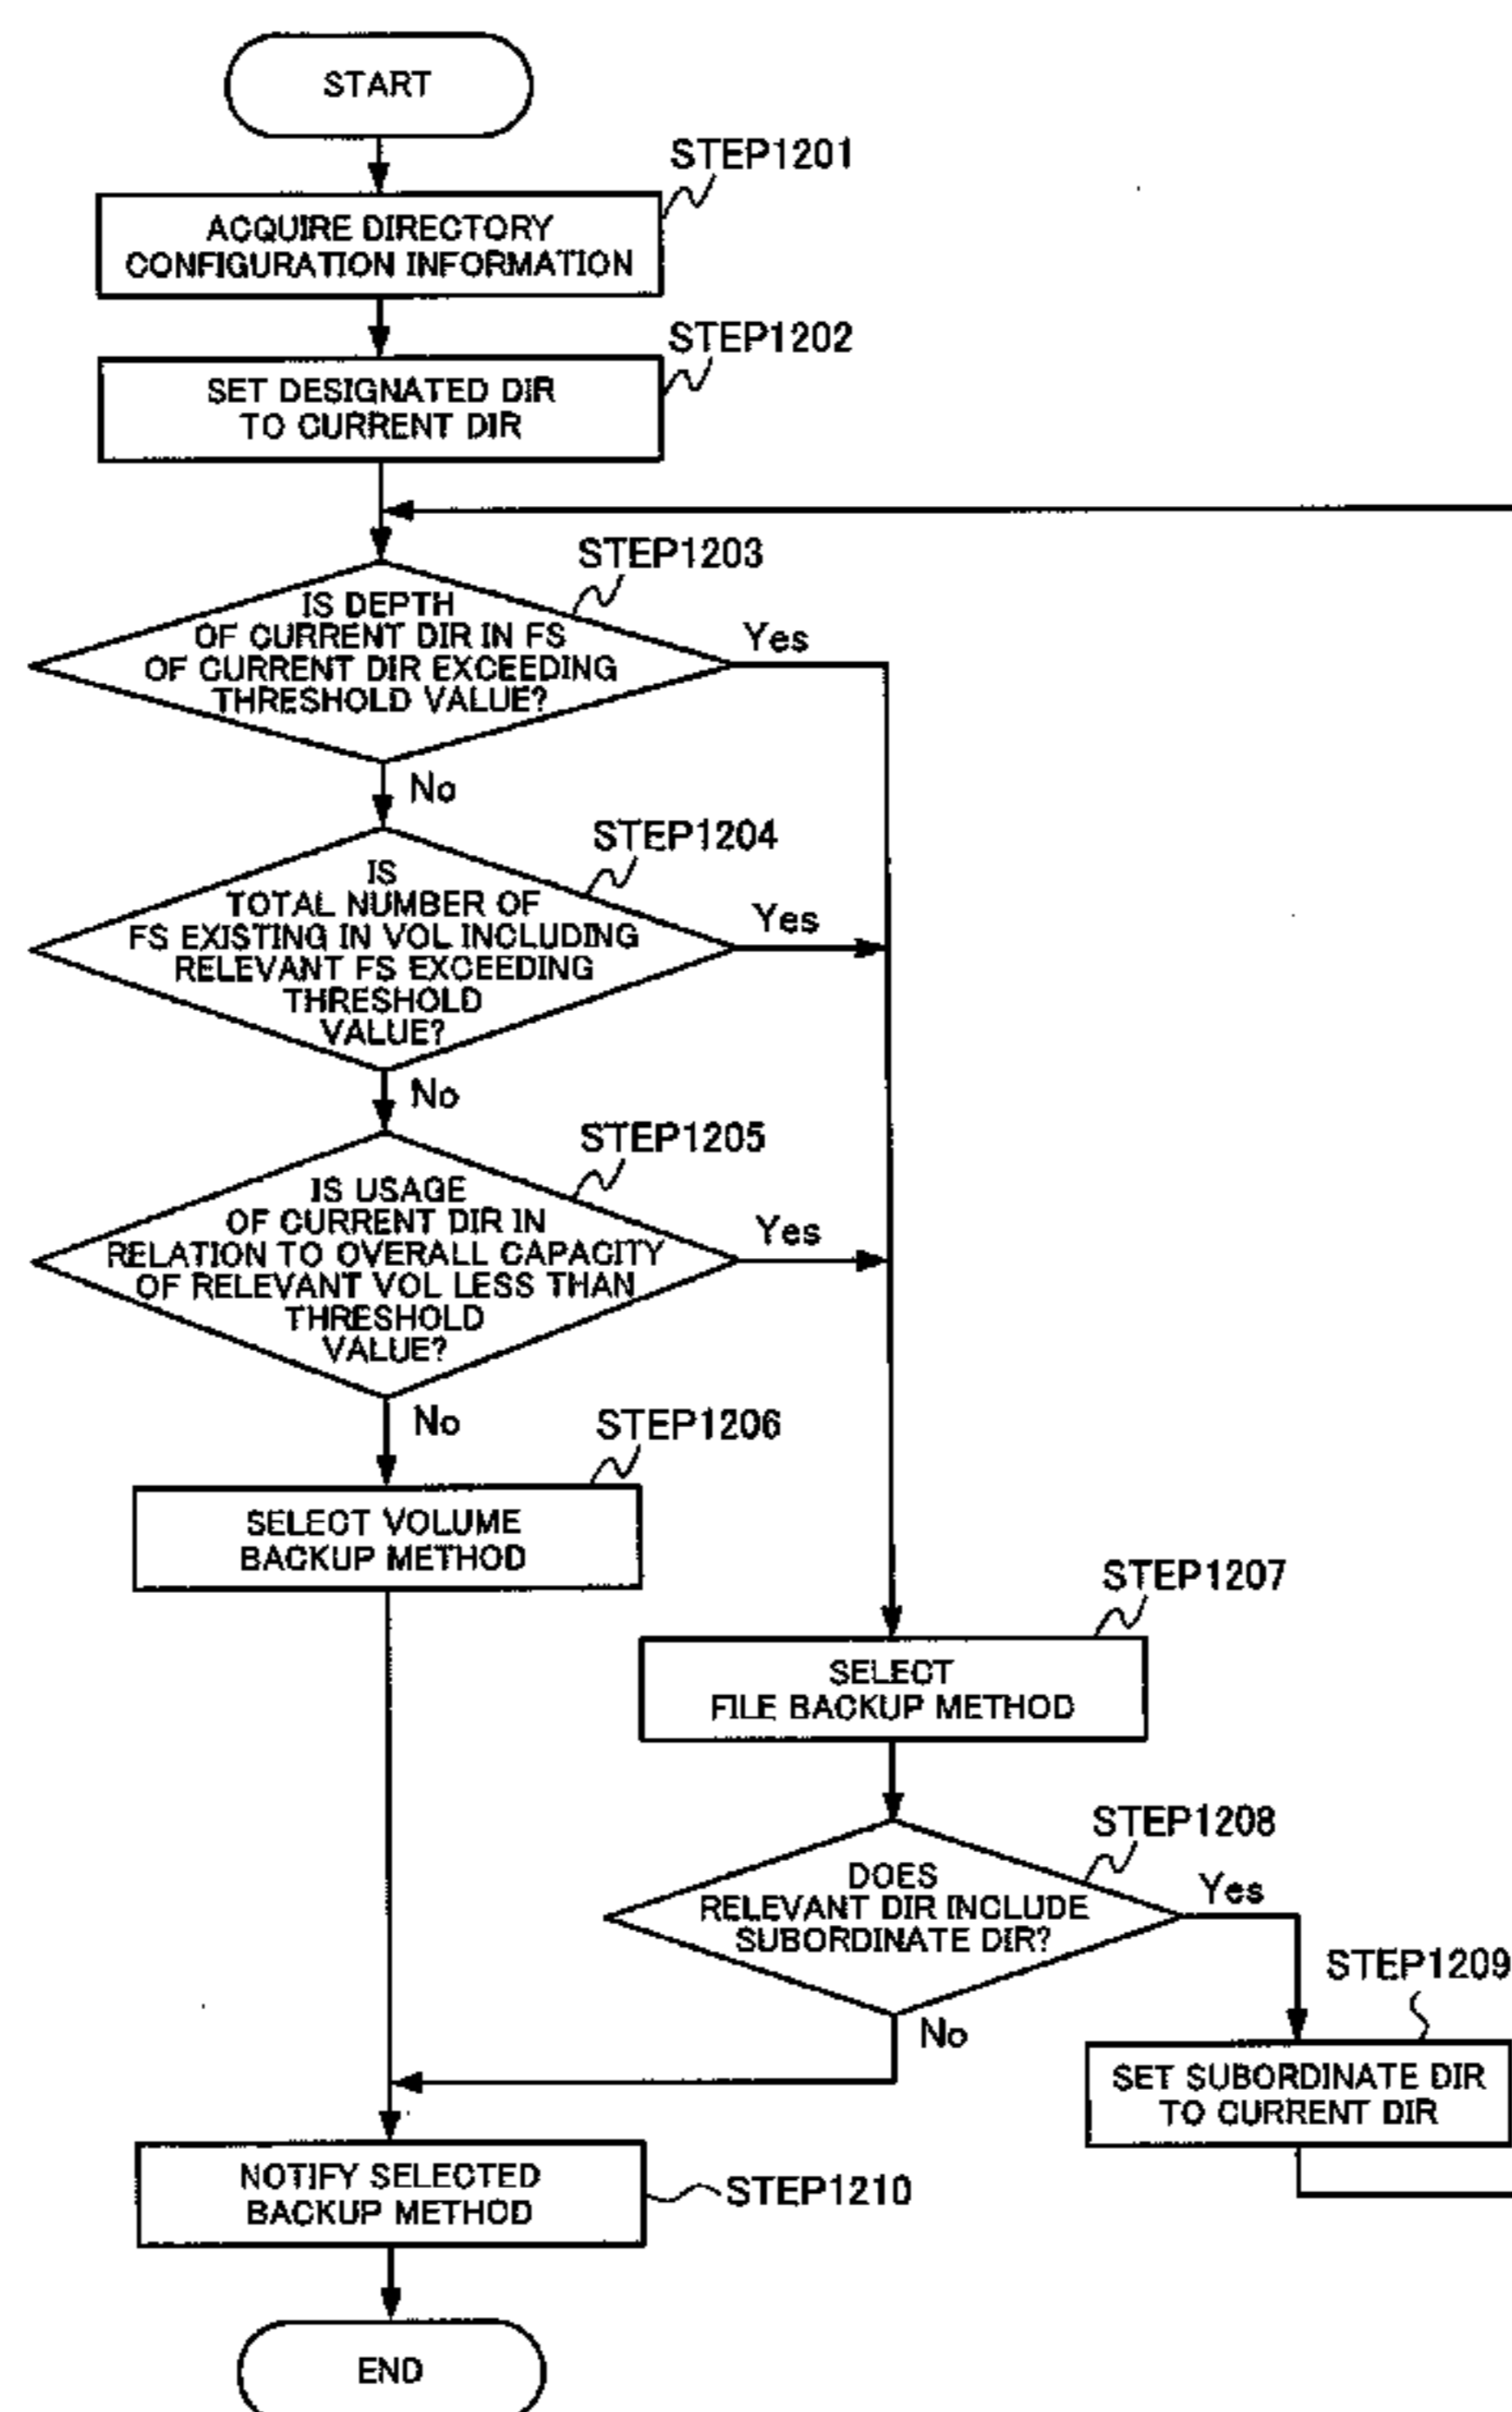 START
STEP1201
ACQUIRE DIRECTORY
CONFIGURATION INFORMATION
STEP1202
SET DESIGNATED DIR
TO CURRENT DIR
STEP1203
IS DEPTH
OF CURRENT DIR IN FS
OF CURRENT DIR EXCEEDING
THRESHOLD VALUE?
Yes
No
STEP1204
IS
TOTAL NUMBER OF
FS EXISTING IN VOL INCLUDING
RELEVANT FS EXCEEDING
THRESHOLD
VALUE?
Yes
No
STEP1205
IS USAGE
OF CURRENT DIR IN
RELATION TO OVERALL CAPACITY
OF RELEVANT VOL LESS THAN
THRESHOLD
VALUE?
Yes
No
STEP1206
SELECT VOLUME
BACKUP METHOD
STEP1207
SELECT
FILE BACKUP METHOD
STEP1208
DOES
RELEVANT DIR INCLUDE
SUBORDINATE DIR?
Yes
No
STEP1209
SET SUBORDINATE DIR
TO CURRENT DIR
NOTIFY SELECTED
BACKUP METHOD
STEP1210
END